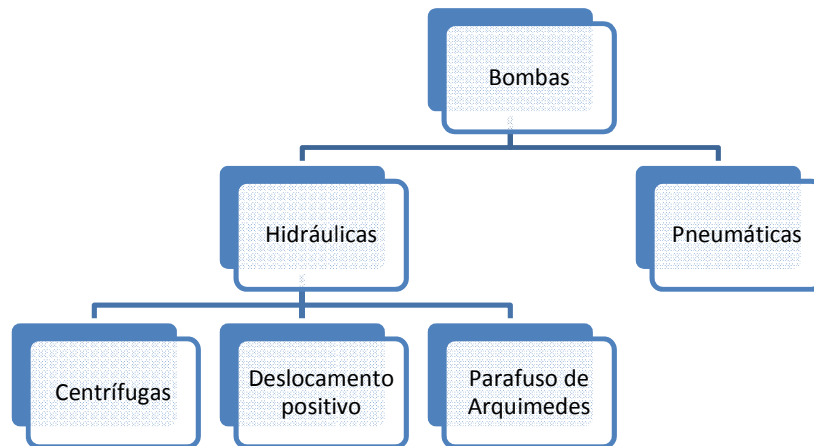 Bombas
Hidráulicas
Pneumáticas
Centrífugas
Deslocamento
positivo
Parafuso de
Arquimedes